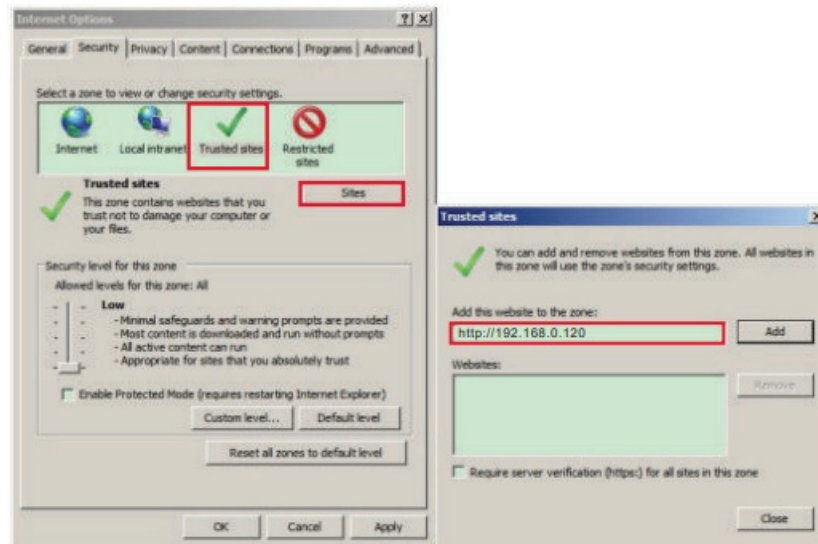 Internet Options
General Security Privacy Content Connections Programs Advanced
Select a zone to view or change security settings.
Internet Local intranet Trusted sites Restricted
sites
Trusted sites
This zone contains websites that you
trust not to damage your computer or
your files.
Sites
Security level for this zone
Allowed levels for this zone: All
Low
- Minimal safeguards and warning prompts are provided
- Most content is downloaded and run without prompts
- All active content can run
- Appropriate for sites that you absolutely trust
Enable Protected Mode (requires restarting Internet Explorer)
Custom level... Default level
Reset all zones to default level
OK Cancel Apply
Trusted sites
You can add and remove websites from this zone. All websites in
this zone will use the zone's security settings.
Add this website to the zone:
http://192.168.0.120 Add
Websites:
Remove
Require server verification (https:) for all sites in this zone
Close